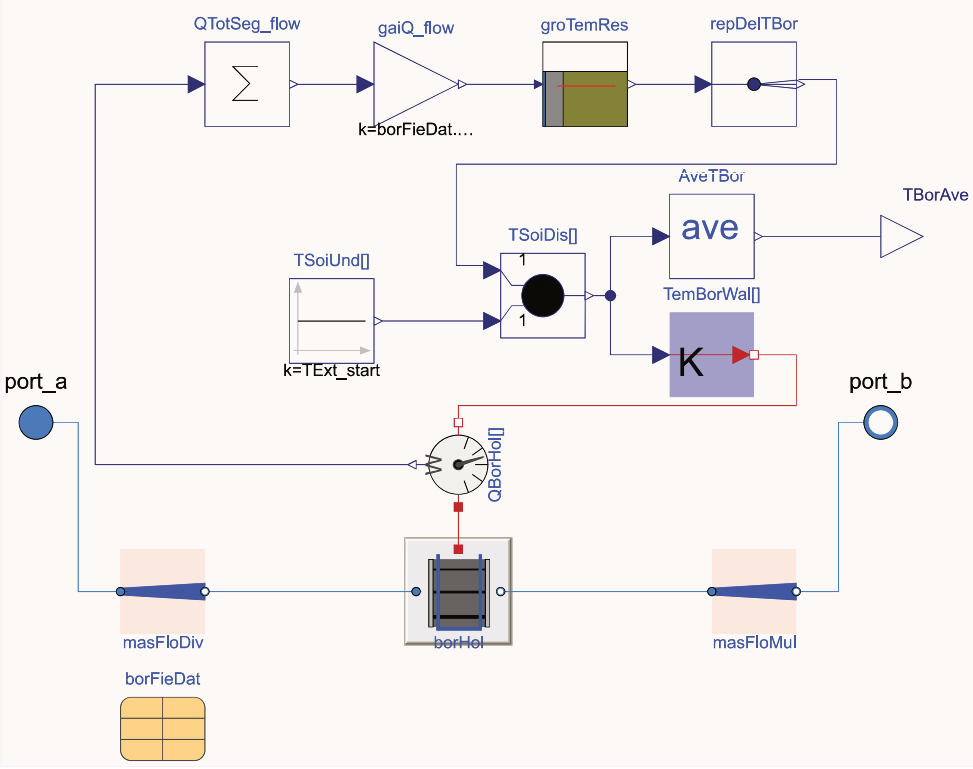 QTotSeg_flow
gaiQ_flow
groTemRes
repDelTBor
Σ
k=borFieDat....
AveTBor
TBorAve
ave
TSoiDis[]
TSoiUnd[]
1
1
TemBorWal[]
K
k=TExt_start
port_a
port_b
W
QBorHol[]
masFloDiv
borHol
masFloMul
borFieDat